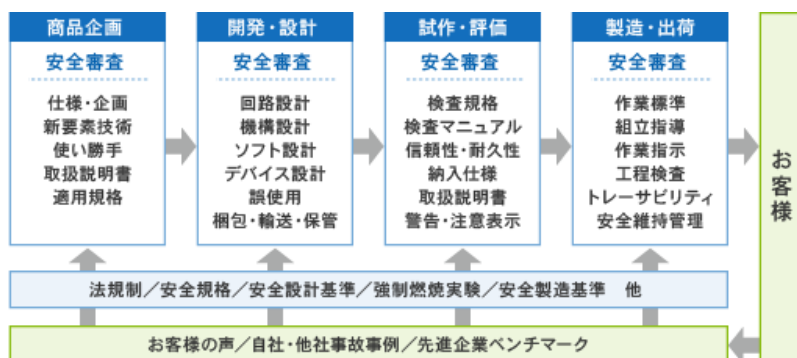 商品企画
安全審査
仕様・企画
新要素技術
使い勝手
取扱説明書
適用規格
開発・設計
安全審査
回路設計
機構設計
ソフト設計
デバイス設計
誤使用
梱包・輸送・保管
試作・評価
安全審査
検査規格
検査マニュアル
信頼性・耐久性
納入仕様
取扱説明書
警告・注意表示
製造・出荷
安全審査
作業標準
組立指導
作業指示
工程検査
トレーサビリティ
安全維持管理
お客様
法規制／安全規格／安全設計基準／強制燃焼実験／安全製造基準　他
お客様の声／自社・他社事故事例／先進企業ベンチマーク